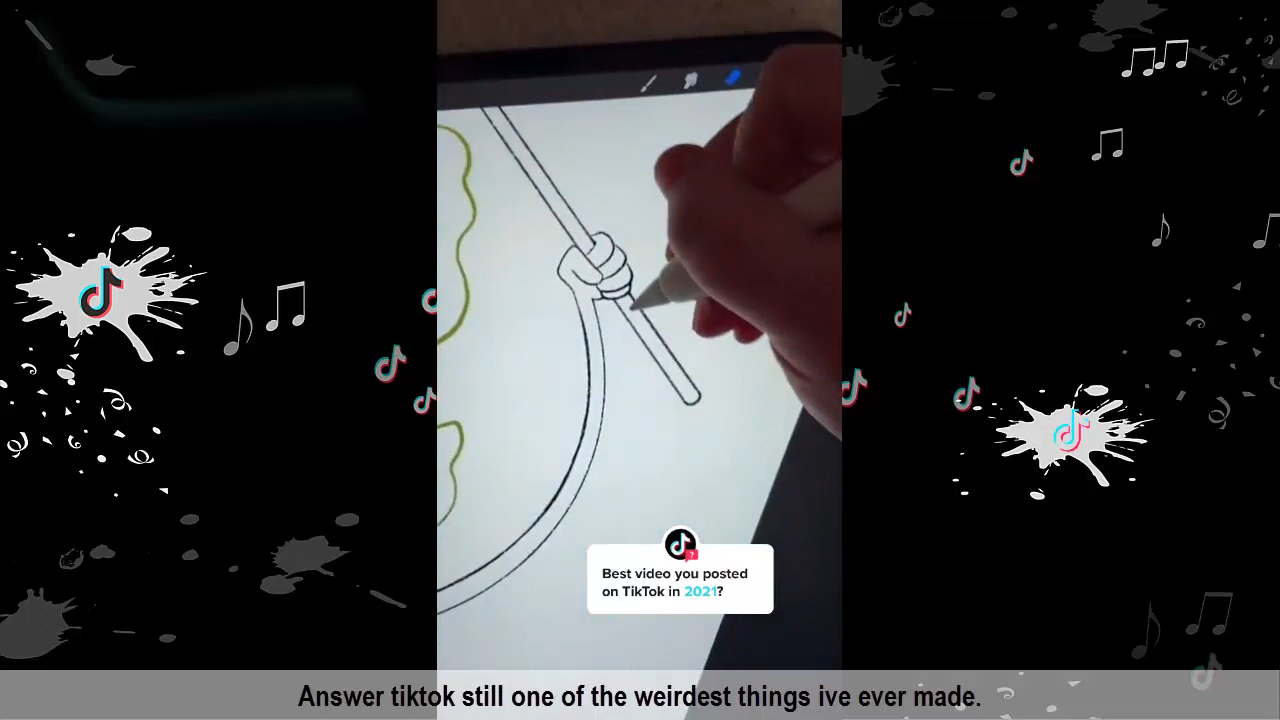 Best video you posted
on TikTok in 2021?
Answer tiktok still one of the weirdest things ive ever made.